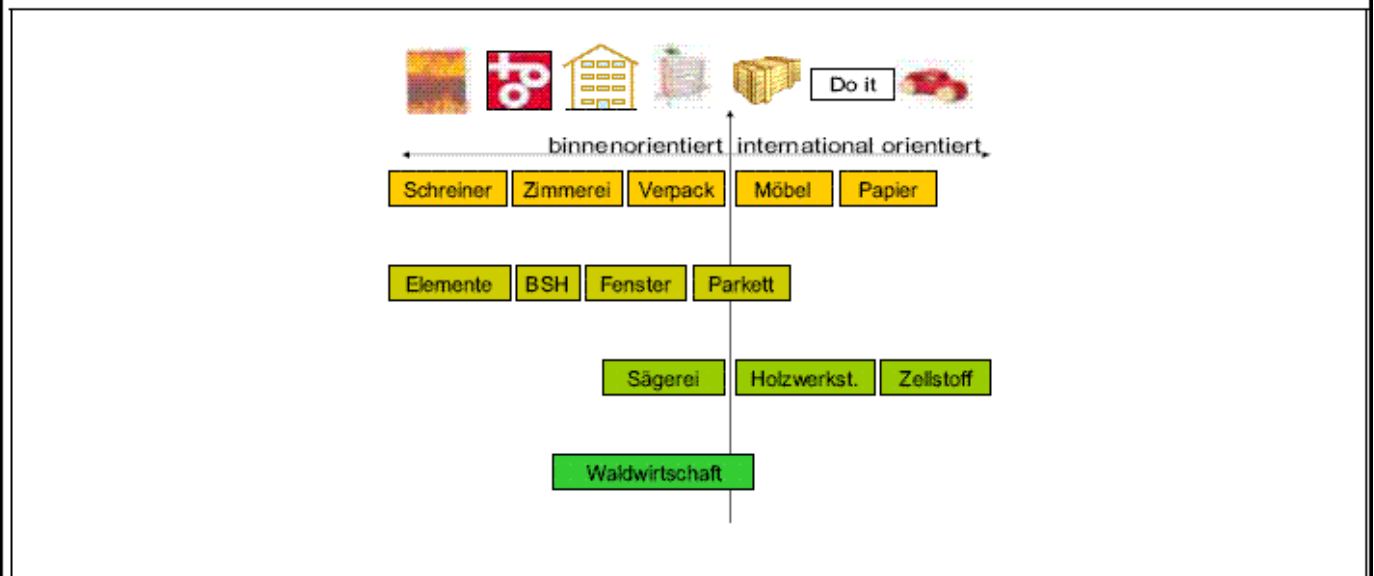 Do it
binnenorientiert international orientiert
Schreiner Zimmerei Verpack Möbel Papier
Elemente BSH Fenster Parkett
Sägerei Holzwerkst. Zellstoff
Waldwirtschaft